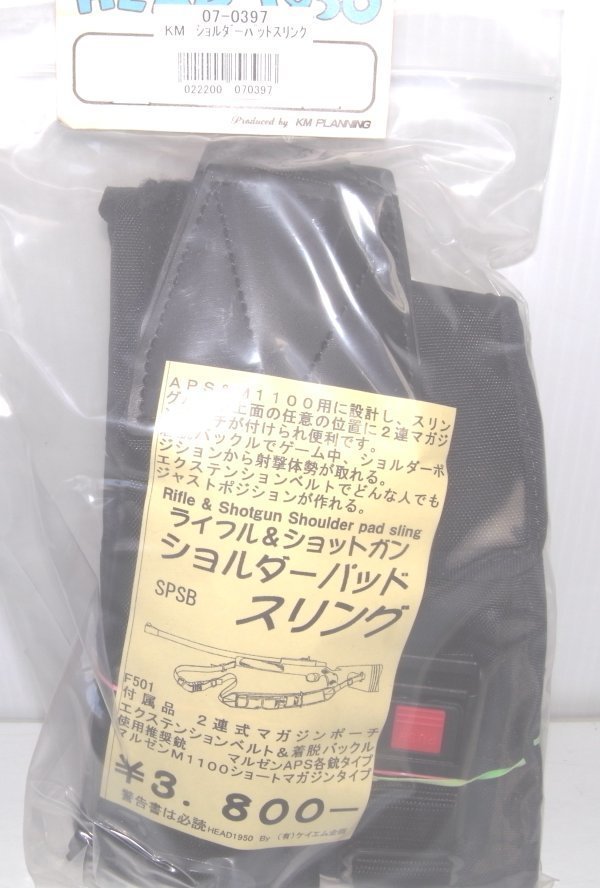 07-0397
KM ショルダーパットスリング
022200 070397
Produced by KM PLANNING
APS&M1100用に設計し、スリン
上面の任意の位置に2連マガジ
ーチが付けられ便利です。
バックルでゲーム中、ショルダーポ
ジションから射撃体勢が取れる。
エクステンションベルトでどんな人でも
ジャストポジションが作れる。
Rifle & Shotgun Shoulder pad sling
ライフル&ショットガン
ショルダーパッド
スリング
SPSB
F501
付属品 2連式マガジンポーチ
エクステンションベルト&着脱バックル
使用推奨銃 マルゼンAPS各銃タイプ
マルゼンM1100ショートマガジンタイプ
¥3.800ー
警告書は必読 HEAD1950 By (有)ケイエム企画